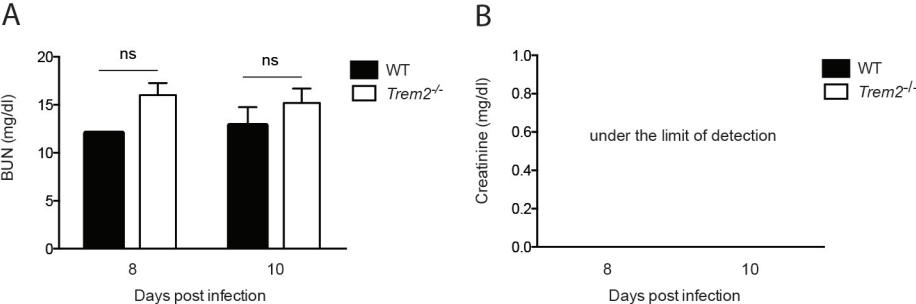 A
ns
ns
20
15
10
5
0
BUN (mg/dl)
8
10
Days post infection
WT
Trem2-/-
B
1.0
0.8
0.6
0.4
0.2
0.0
Creatinine (mg/dl)
under the limit of detection
8
10
Days post infection
WT
Trem2-/-